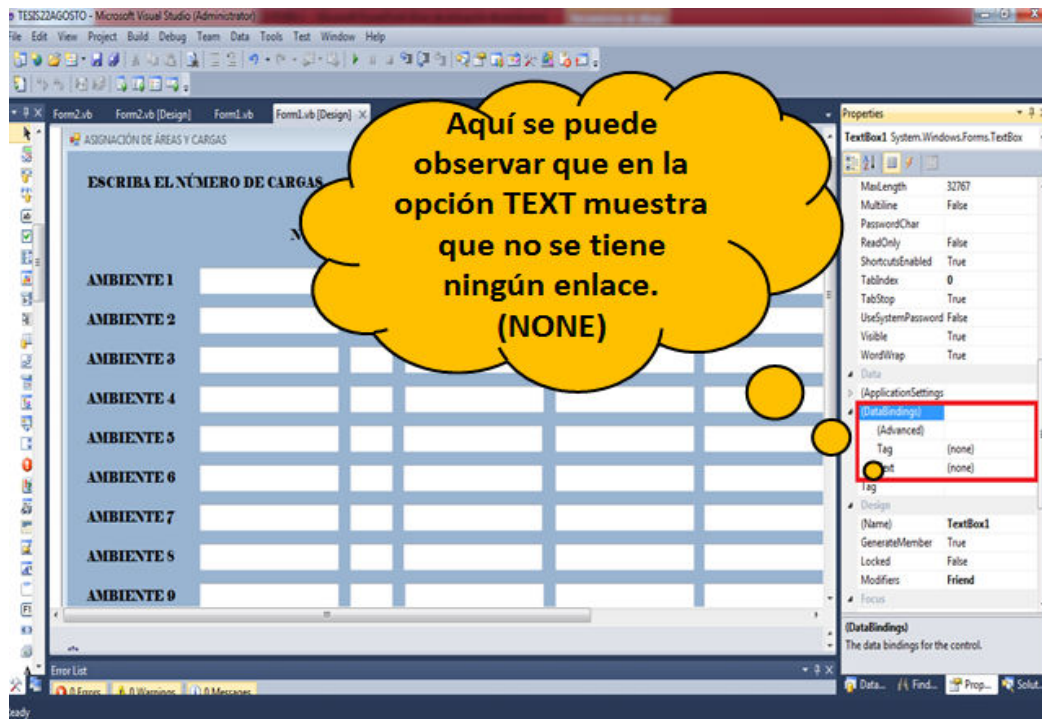 TESIS22AGOSTO - Microsoft Visual Studio (Administrator)
File Edit View Project Build Debug Team Data Tools Test Window Help
Form2.vb Form2.vb [Design] Form1.vb Form1.vb [Design] ×
ASIGNACIÓN DE ÁREAS Y CARGAS
ESCRIBA EL NÚMERO DE CARGAS
N
AMBIENTE 1
AMBIENTE 2
AMBIENTE 3
AMBIENTE 4
AMBIENTE 5
AMBIENTE 6
AMBIENTE 7
AMBIENTE 8
AMBIENTE 9
Aquí se puede
observar que en la
opción TEXT muestra
que no se tiene
ningún enlace.
(NONE)
Properties
TextBox1 System.Windows.Forms.TextBox
MaxLength 32767
Multiline False
PasswordChar
ReadOnly False
ShortcutsEnabled True
TabIndex 0
TabStop True
UseSystemPassword False
Visible True
WordWrap True
Data
(ApplicationSettings
(DataBindings)
(Advanced)
Tag (none)
ext (none)
Tag
Design
(Name) TextBox1
GenerateMember True
Locked False
Modifiers Friend
Focus
(DataBindings)
The data bindings for the control.
Error List
0 Errors 0 Warnings 0 Messages
Data... Find... Prop... Solut...
Ready